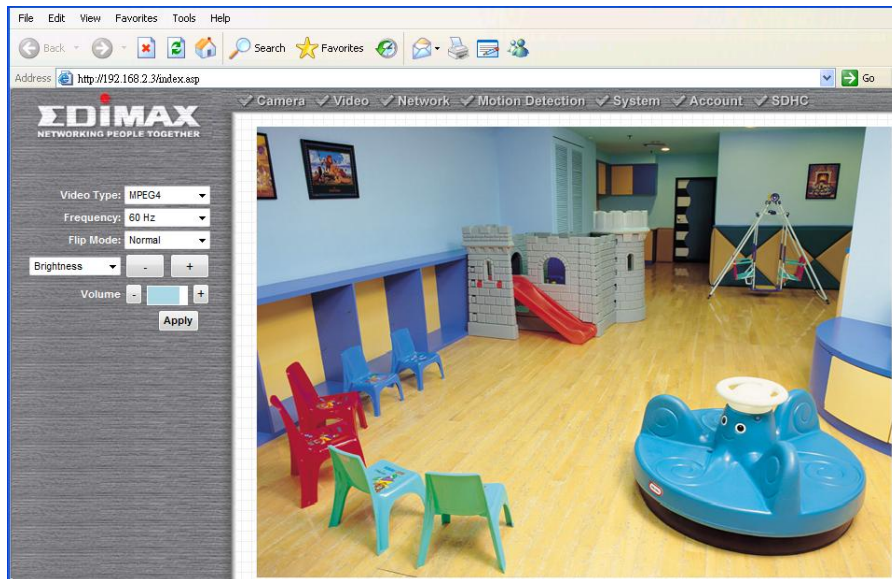 File Edit View Favorites Tools Help
Back Search Favorites
Address http://192.168.2.3/index.asp Go
EDIMAX
NETWORKING PEOPLE TOGETHER
Camera Video Network Motion Detection System Account SDHC
Video Type: MPEG4
Frequency: 60 Hz
Flip Mode: Normal
Brightness - +
Volume - +
Apply